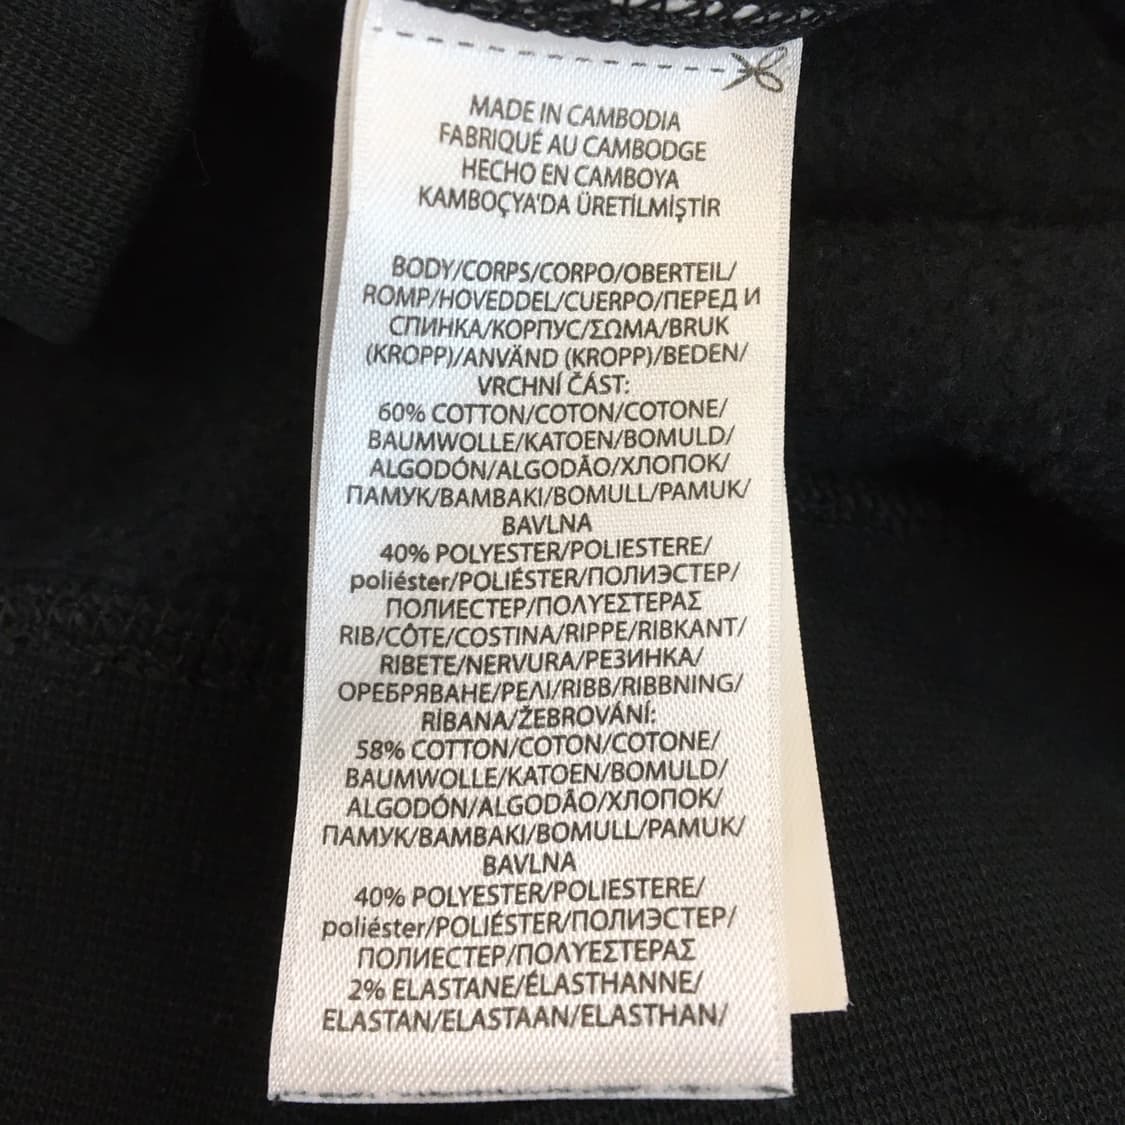 MADE IN CAMBODIA
FABRIQUÉ AU CAMBODGE
HECHO EN CAMBOYA
KAMBOÇYA'DA ÜRETİLMİŞTİR
BODY/CORPS/CORPO/OBERTEIL/
ROMP/HOVEDDEL/CUERPO/ПЕРЕД И
СПИНКА/КОРПУС/ΣΩΜΑ/BRUK
(KROPP)/ANVÄND (KROPP)/BEDEN/
VRCHNÍ ČÁST:
60% COTTON/COTON/COTONE/
BAUMWOLLE/KATOEN/BOMULD/
ALGODÓN/ALGODÃO/ХЛОПОК/
ПАМУК/BAMBAKI/BOMULL/PAMUK/
BAVLNA
40% POLYESTER/POLIESTERE/
poliéster/POLIÉSTER/ПОЛИЭСТЕР/
ПОЛИЕСТЕР/ΠΟΛΥΕΣΤΕΡΑΣ
RIB/CÔTE/COSTINA/RIPPE/RIBKANT/
RIBETE/NERVURA/РЕЗИНКА/
ОРЕБРЯВАНЕ/ΡΕΛΙ/RIBB/RIBBNING/
RİBANA/ŽEBROVÁNÍ:
58% COTTON/COTON/COTONE/
BAUMWOLLE/KATOEN/BOMULD/
ALGODÓN/ALGODÃO/ХЛОПОК/
ПАМУК/BAMBAKI/BOMULL/PAMUK/
BAVLNA
40% POLYESTER/POLIESTERE/
poliéster/POLIÉSTER/ПОЛИЭСТЕР/
ПОЛИЕСТЕР/ΠΟΛΥΕΣΤΕΡΑΣ
2% ELASTANE/ÉLASTHANNE/
ELASTAN/ELASTAAN/ELASTHAN/